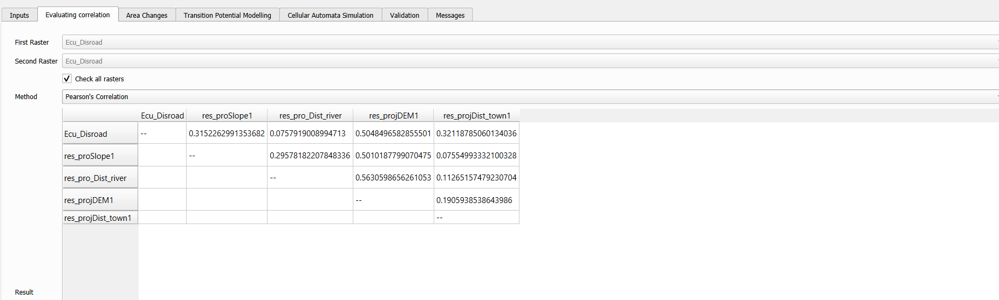 Inputs Evaluating correlation Area Changes Transition Potential Modelling Cellular Automata Simulation Validation Messages
First Raster Ecu_Disroad
Second Raster Ecu_Disroad
Check all rasters
Method Pearson's Correlation
Ecu_Disroad res_proSlope1 res_pro_Dist_river res_projDEM1 res_projDist_town1
Ecu_Disroad -- 0.3152262991353682 0.0757919008994713 0.5048496582855501 0.32118785060134036
res_proSlope1 -- 0.29578182207848336 0.5010187799070475 0.07554993332100328
res_pro_Dist_river -- 0.5630598656261053 0.11265157479230704
res_projDEM1 -- 0.1905938538643986
res_projDist_town1 --
Result